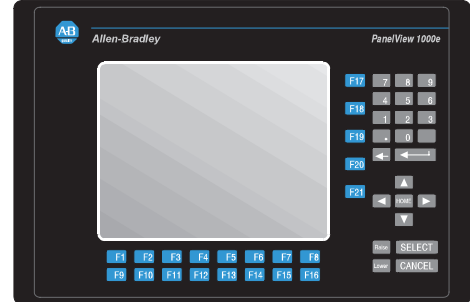 A·B
Allen-Bradley
PanelView 1000e
F17 7 8 9
F18 4 5 6
1 2 3
F19 . 0
F20
F21
HOME
F1 F2 F3 F4 F5 F6 F7 F8
Raise SELECT
F9 F10 F11 F12 F13 F14 F15 F16
Lower CANCEL